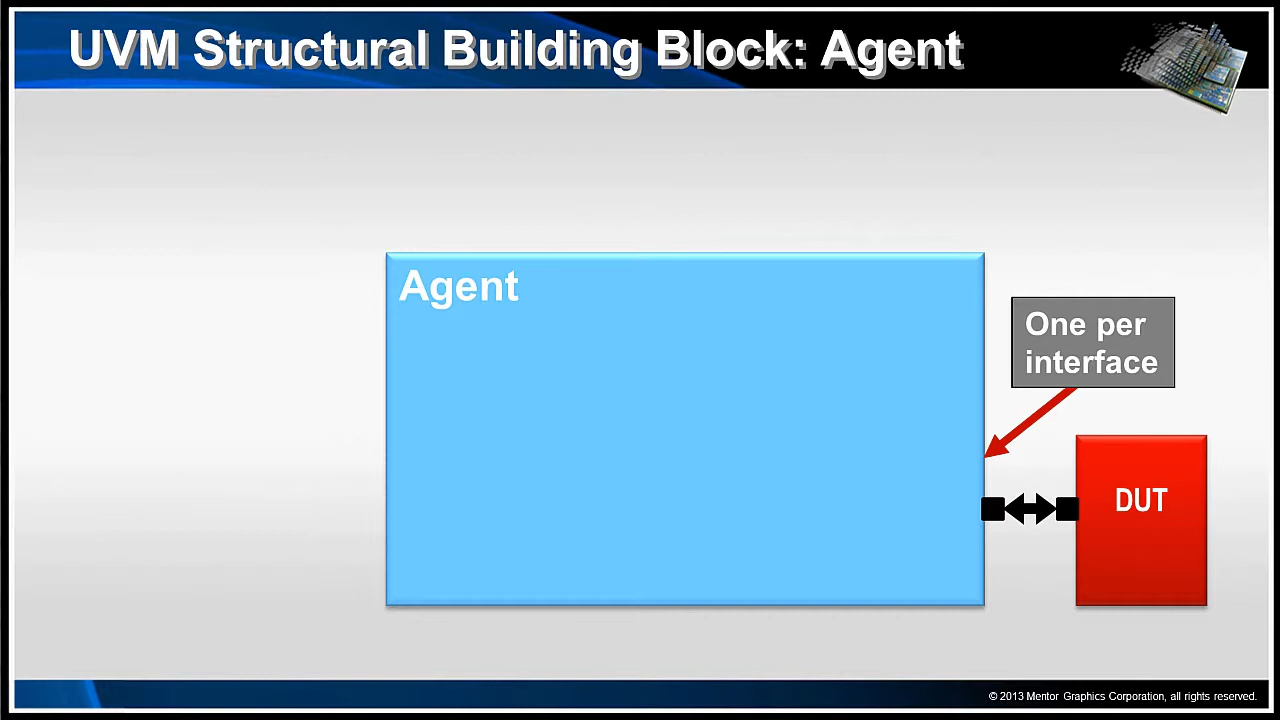 UVM Structural Building Block: Agent
Agent
One per
interface
DUT
© 2013 Mentor Graphics Corporation, all rights reserved.